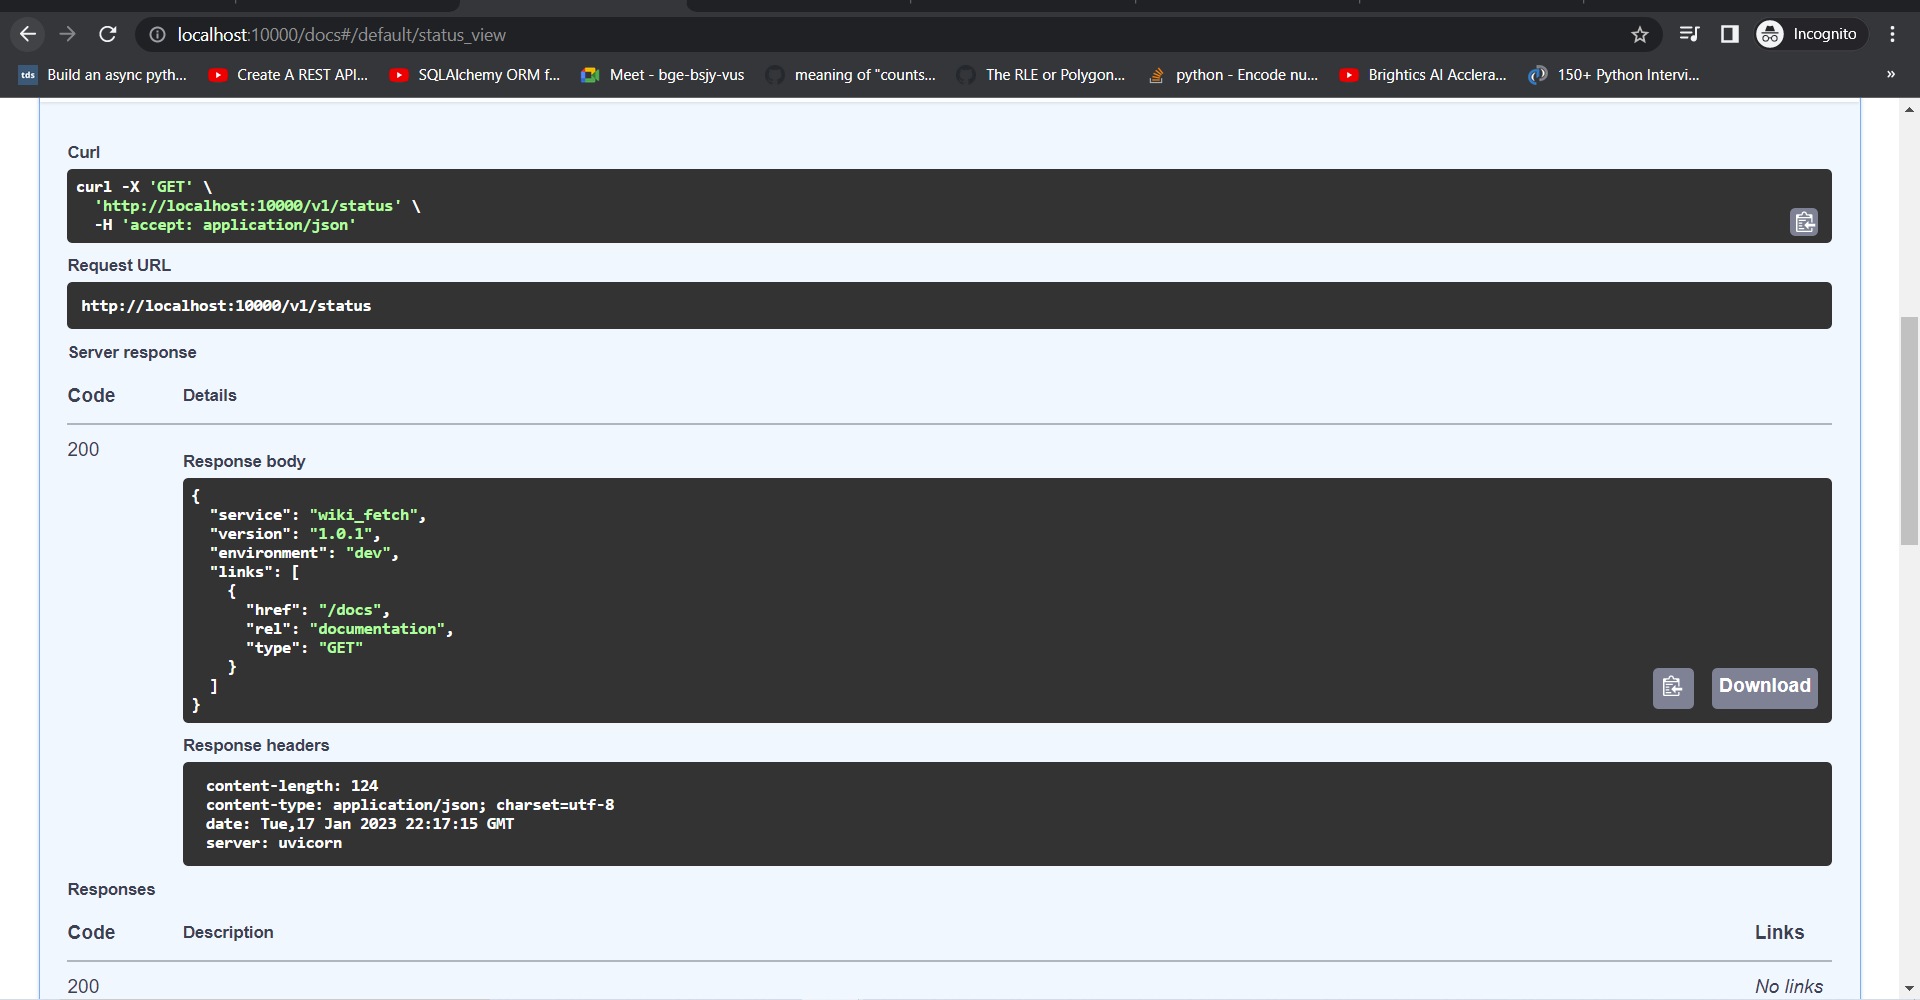 localhost:10000/docs#/default/status_view
Incognito
tds Build an async pyth...
Create A REST API...
SQLAlchemy ORM f...
Meet - bge-bsjy-vus
meaning of "counts...
The RLE or Polygon...
python - Encode nu...
Brightics AI Acclera...
150+ Python Intervi...
»
Curl
curl -X 'GET' \
'http://localhost:10000/v1/status' \
-H 'accept: application/json'
Request URL
http://localhost:10000/v1/status
Server response
Code Details
200
Response body
{
"service": "wiki_fetch",
"version": "1.0.1",
"environment": "dev",
"links": [
{
"href": "/docs",
"rel": "documentation",
"type": "GET"
}
]
}
Download
Response headers
content-length: 124
content-type: application/json; charset=utf-8
date: Tue,17 Jan 2023 22:17:15 GMT
server: uvicorn
Responses
Code Description Links
200 No links